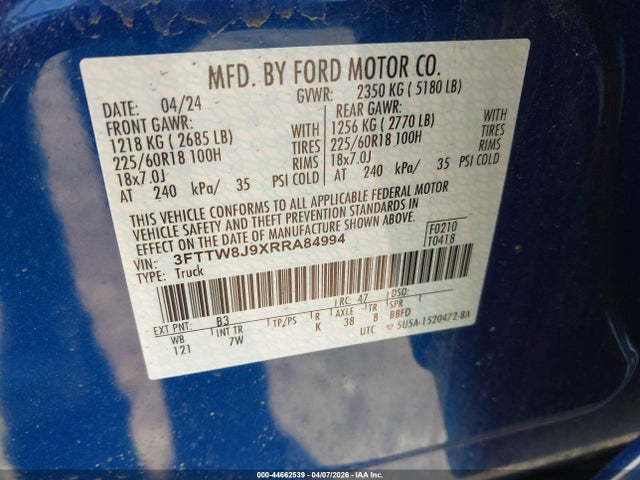 MFD. BY FORD MOTOR CO.
DATE: 04/24 GVWR: 2350 KG ( 5180 LB)
FRONT GAWR: REAR GAWR:
1218 KG ( 2685 LB) WITH 1256 KG ( 2770 LB) WITH
225/60R18 100H TIRES 225/60R18 100H TIRES
18x7.0J RIMS 18x7.0J RIMS
AT 240 kPa/ 35 PSI COLD AT 240 kPa/ 35 PSI COLD
THIS VEHICLE CONFORMS TO ALL APPLICABLE FEDERAL MOTOR
VEHICLE SAFETY AND THEFT PREVENTION STANDARDS IN
EFFECT ON THE DATE OF MANUFACTURE SHOWN ABOVE.
VIN: 3FTTW8J9XRRA84994 F0210
TYPE: Truck T0418
EXT PNT: B3 RC: 47 DSO:
WB INT TR TP/PS R AXLE TR SPR
121 7W K 38 8 BBFD
UTC ▽ 5U5A-1520472-BA
000-44662539 - 04/07/2026 - IAA Inc.